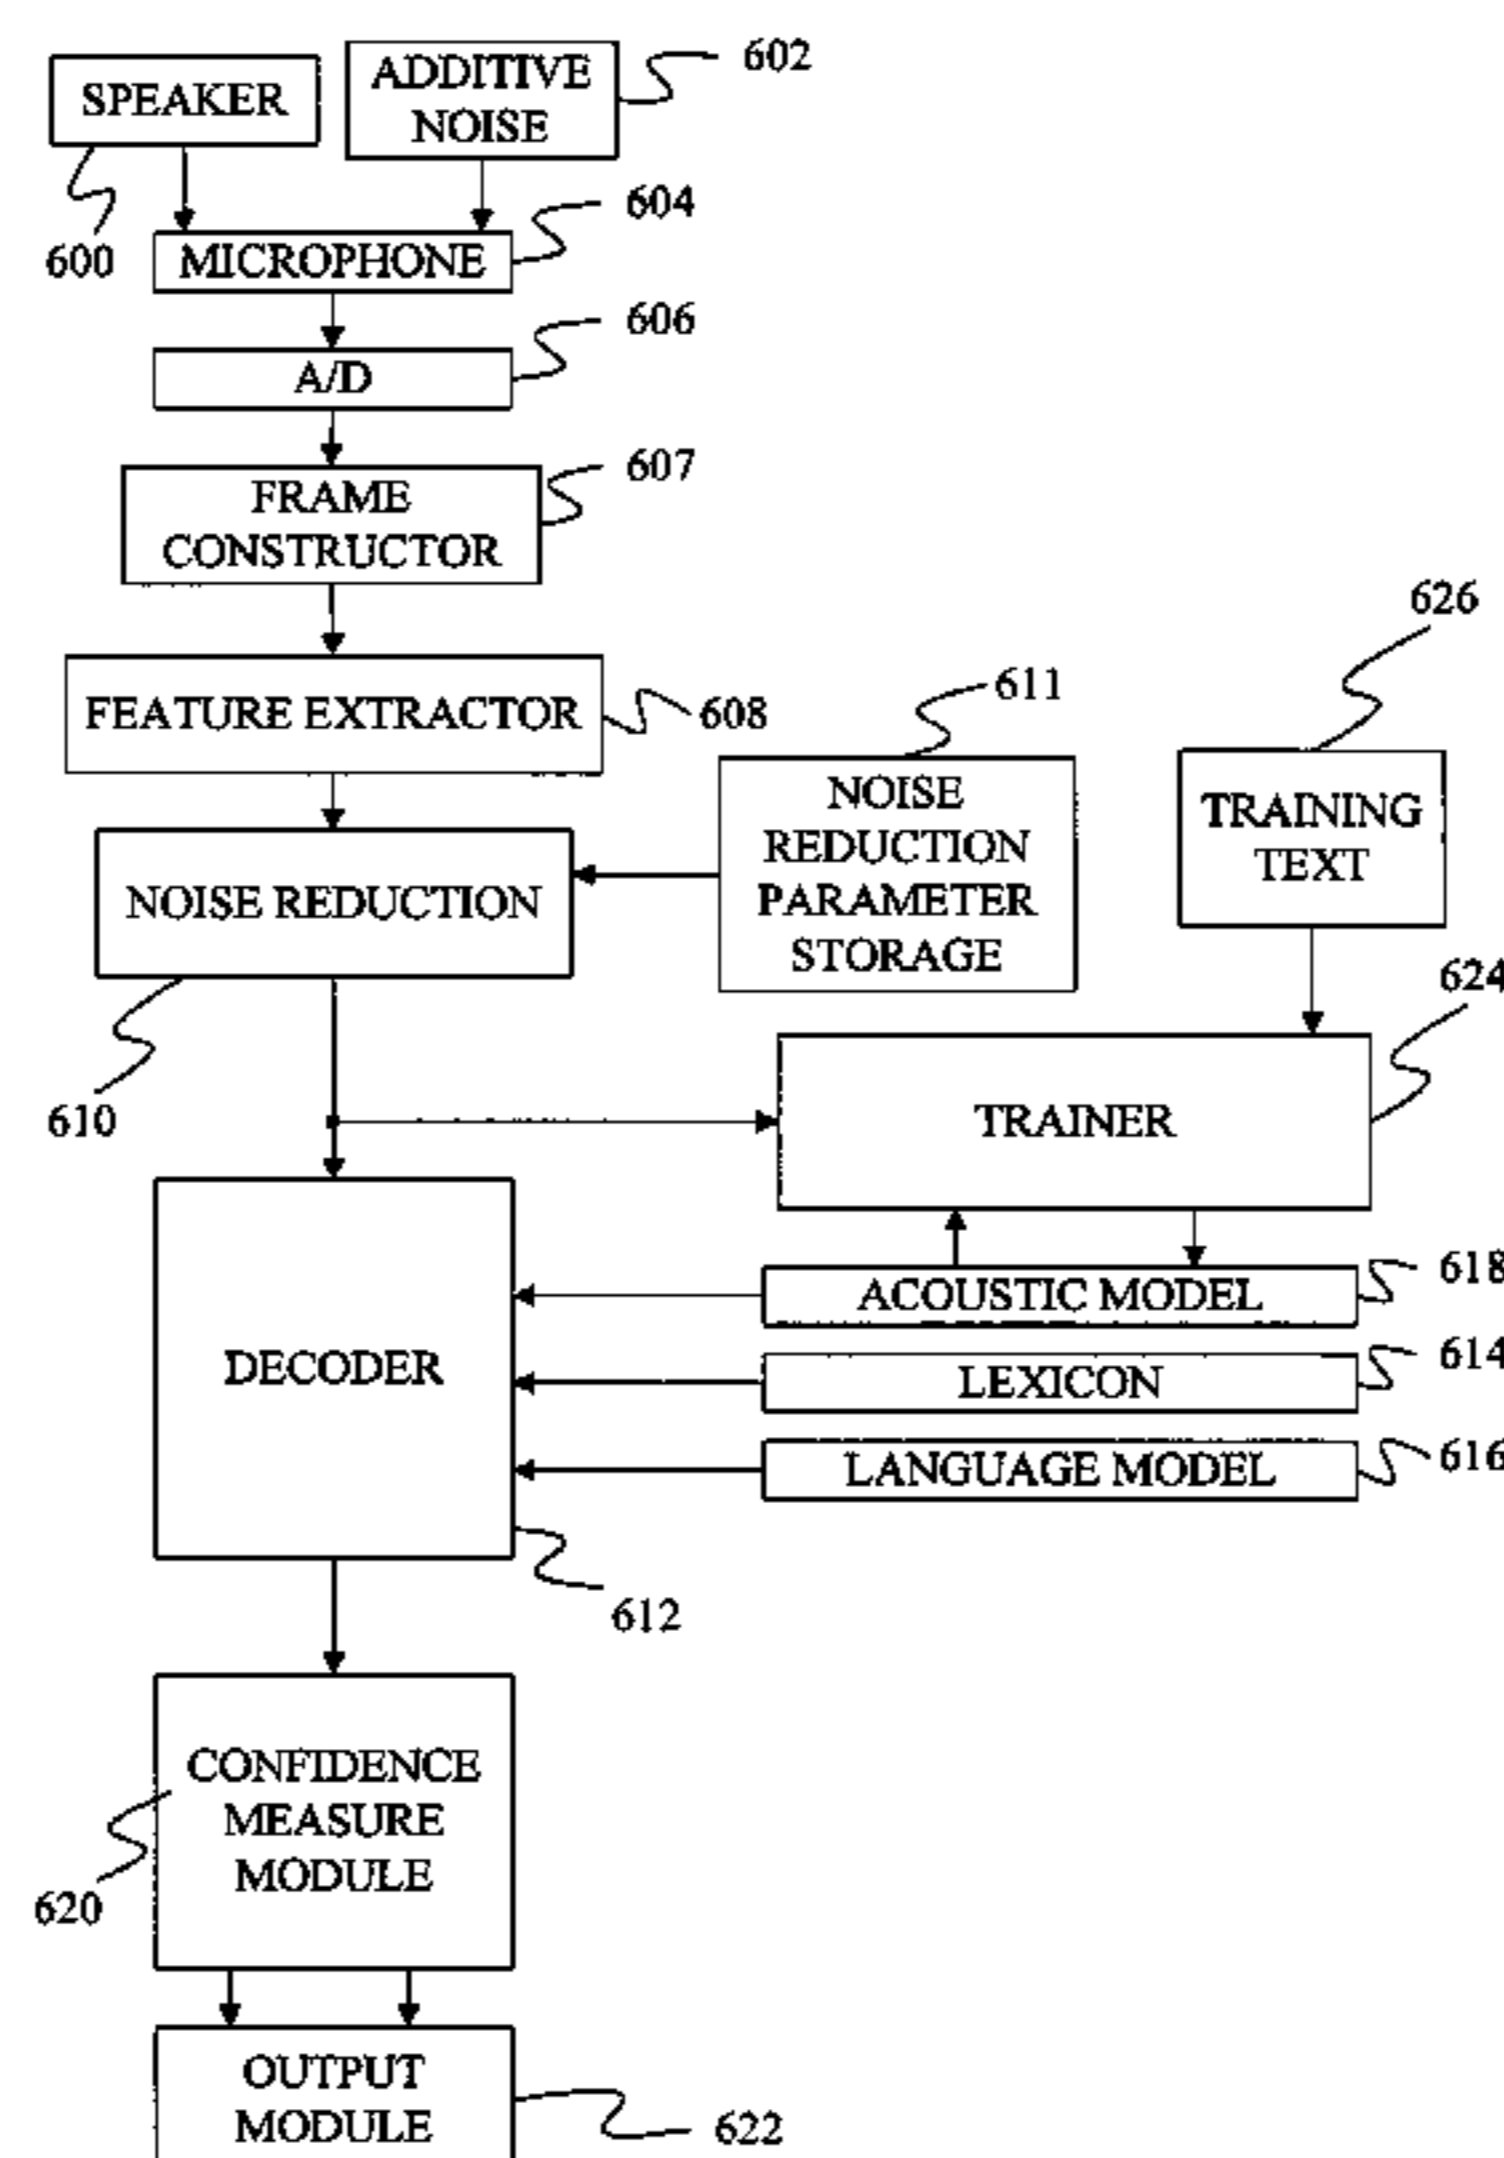 SPEAKER
ADDITIVE
NOISE
602
600
MICROPHONE
604
A/D
606
FRAME
CONSTRUCTOR
607
FEATURE EXTRACTOR
608
611
626
NOISE
REDUCTION
PARAMETER
STORAGE
TRAINING
TEXT
NOISE REDUCTION
610
624
TRAINER
ACOUSTIC MODEL
618
LEXICON
614
LANGUAGE MODEL
616
DECODER
612
CONFIDENCE
MEASURE
MODULE
620
OUTPUT
MODULE
622